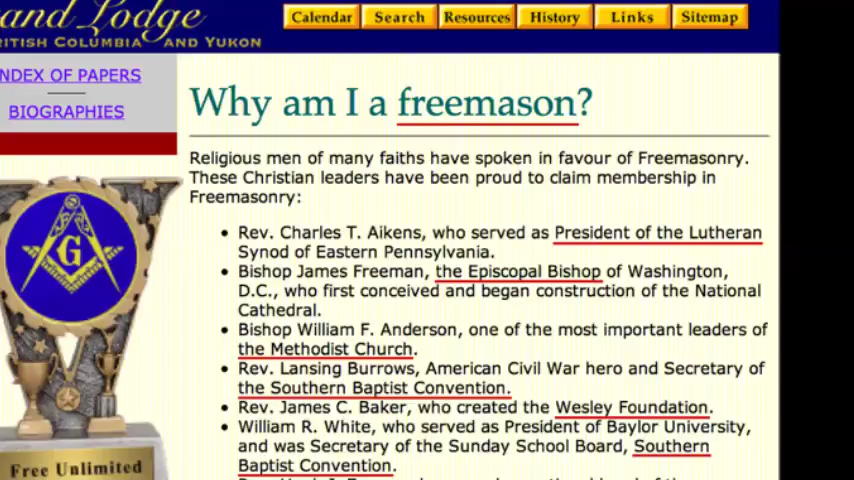 and Lodge
RITISH COLUMBIA AND YUKON
Calendar
Search
Resources
History
Links
Sitemap
NDEX OF PAPERS
BIOGRAPHIES
G
Free Unlimited
Why am I a freemason?
Religious men of many faiths have spoken in favour of Freemasonry.
These Christian leaders have been proud to claim membership in
Freemasonry:
• Rev. Charles T. Aikens, who served as President of the Lutheran
Synod of Eastern Pennsylvania.
• Bishop James Freeman, the Episcopal Bishop of Washington,
D.C., who first conceived and began construction of the National
Cathedral.
• Bishop William F. Anderson, one of the most important leaders of
the Methodist Church.
• Rev. Lansing Burrows, American Civil War hero and Secretary of
the Southern Baptist Convention.
• Rev. James C. Baker, who created the Wesley Foundation.
• William R. White, who served as President of Baylor University,
and was Secretary of the Sunday School Board, Southern
Baptist Convention.